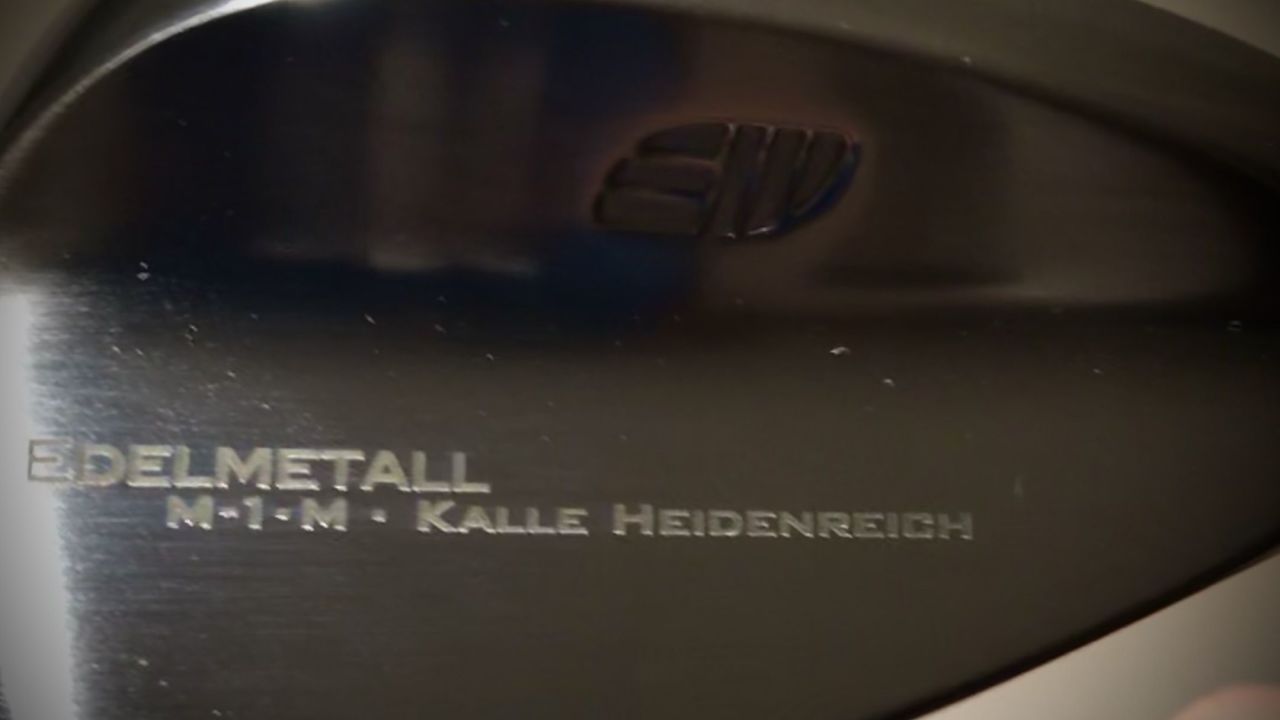 EDELMETALL
M-1-M · KALLE HEIDENREICH